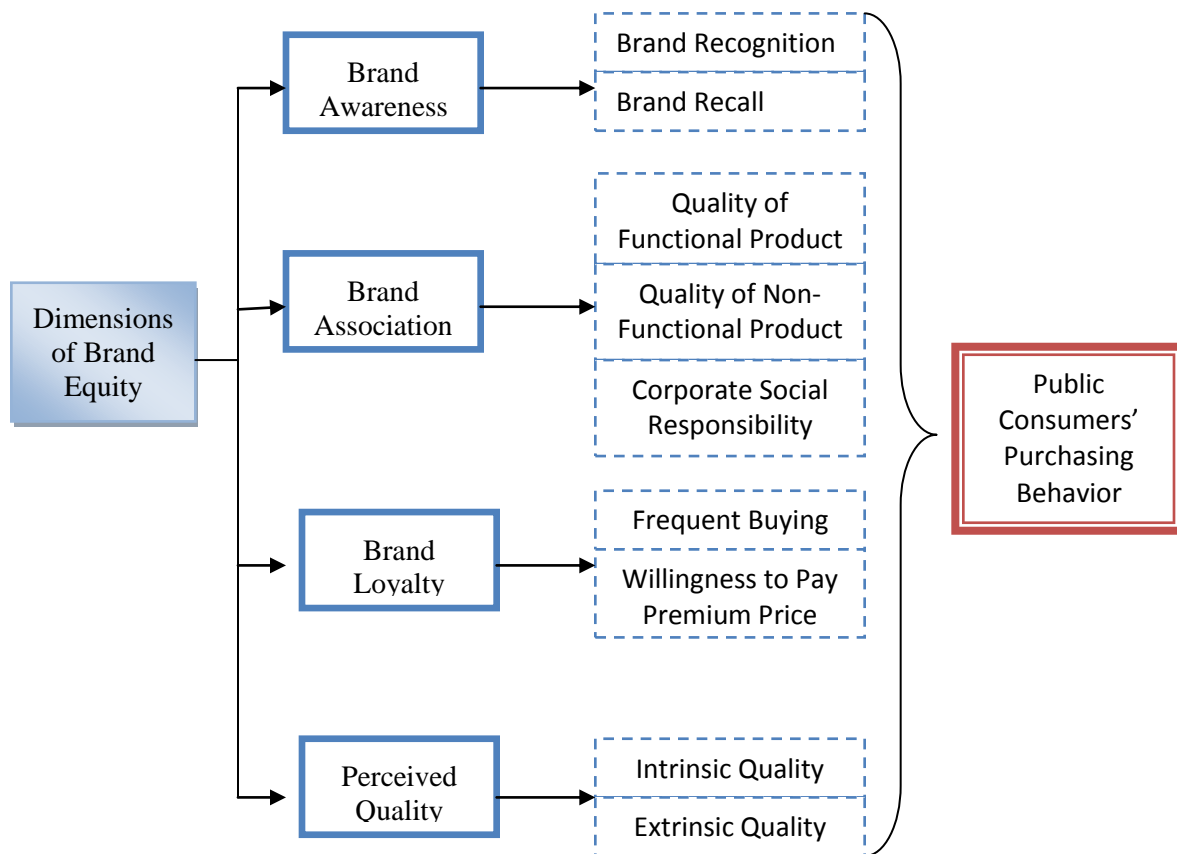 Dimensions
of Brand
Equity
Brand
Awareness
Brand Recognition
Brand Recall
Brand
Association
Quality of
Functional Product
Quality of Non-
Functional Product
Corporate Social
Responsibility
Brand
Loyalty
Frequent Buying
Willingness to Pay
Premium Price
Perceived
Quality
Intrinsic Quality
Extrinsic Quality
Public
Consumers’
Purchasing
Behavior